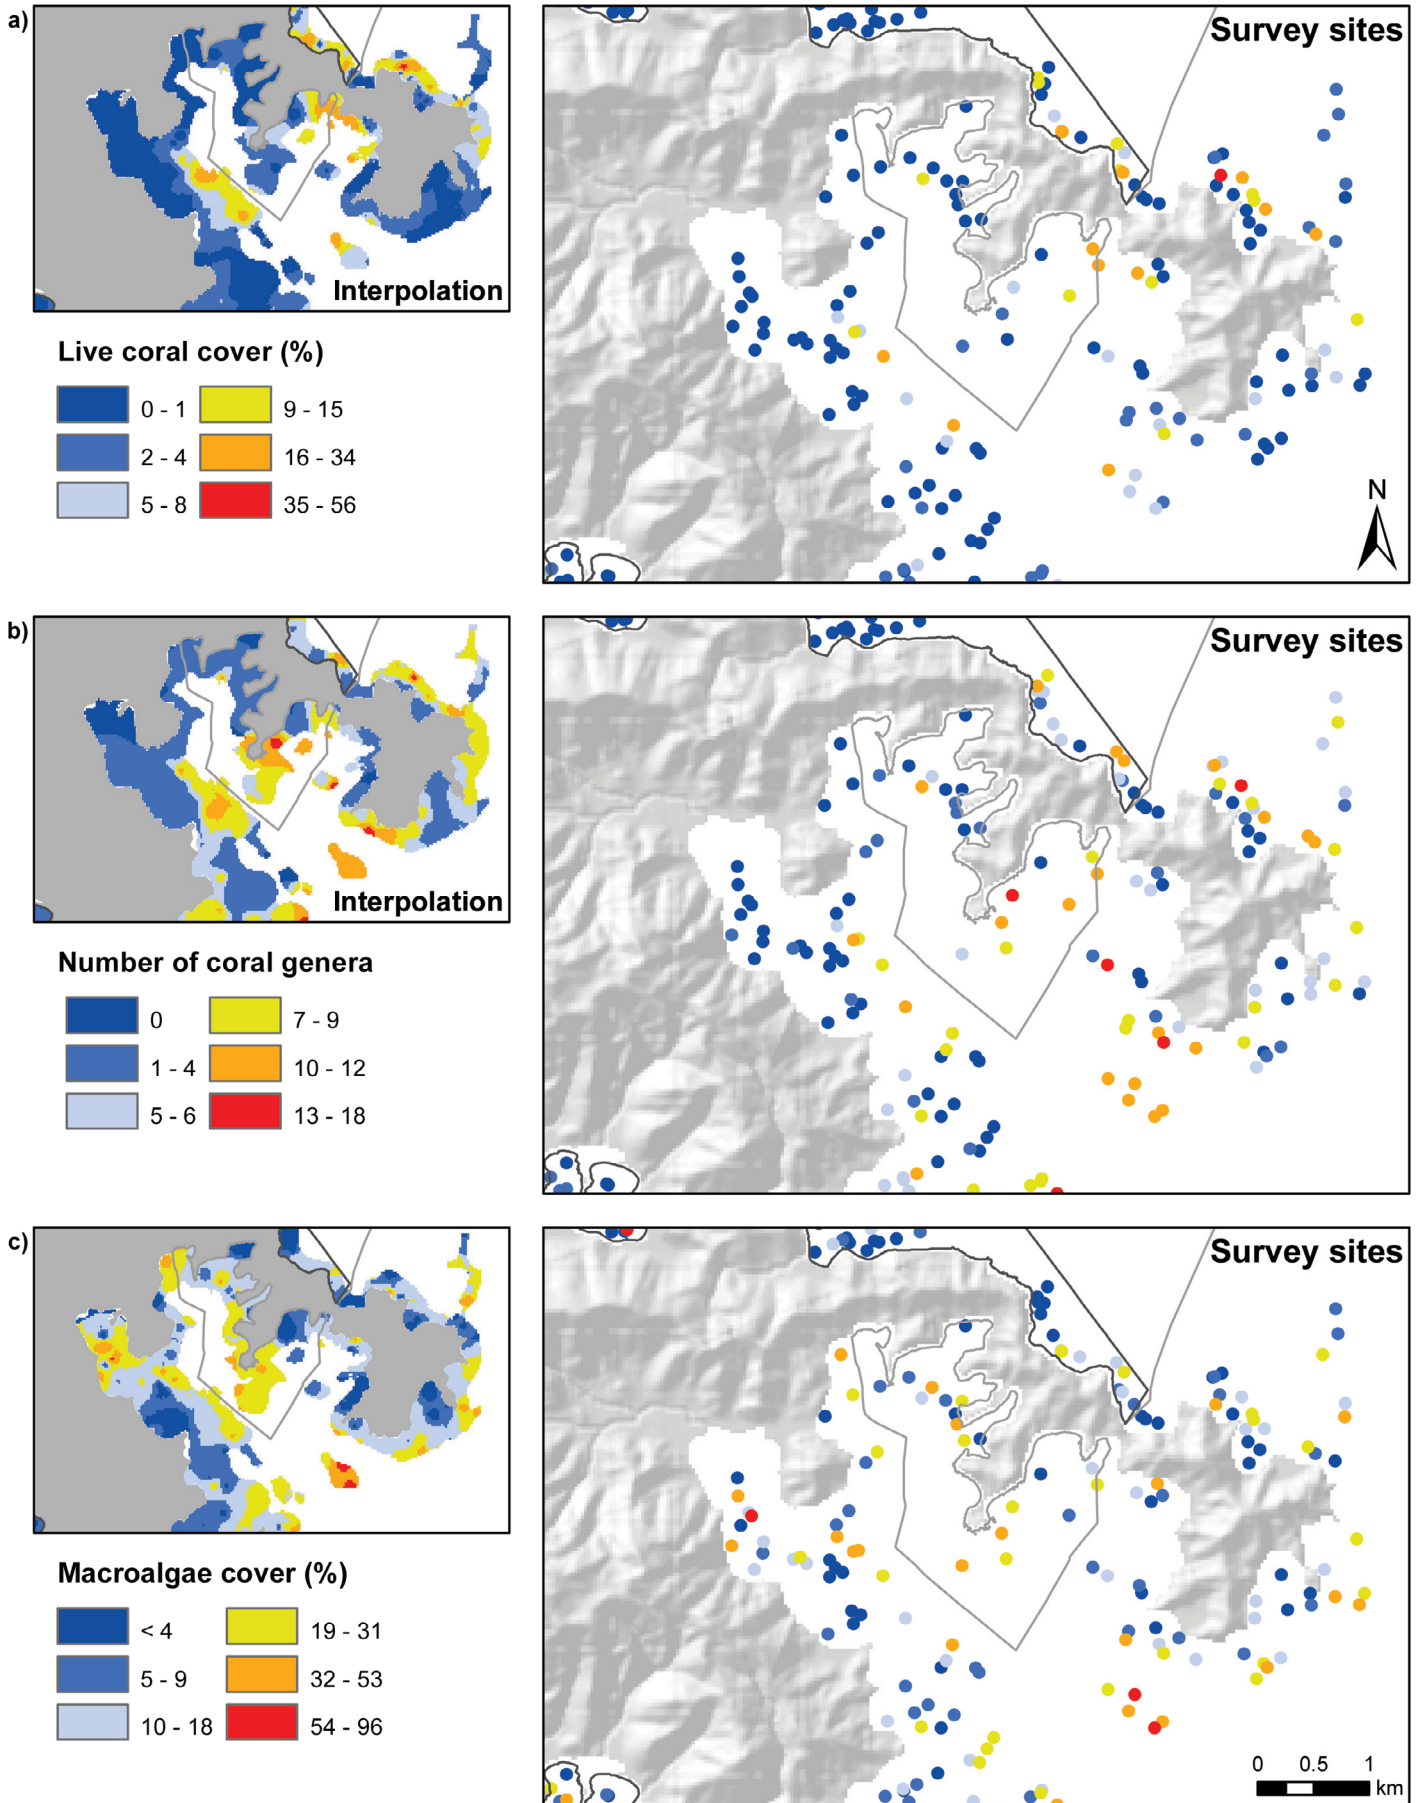 a)
Survey sites
Interpolation
Live coral cover (%)
0 - 1
9 - 15
2 - 4
16 - 34
5 - 8
35 - 56
N
b)
Survey sites
Interpolation
Number of coral genera
0
7 - 9
1 - 4
10 - 12
5 - 6
13 - 18
c)
Survey sites
Macroalgae cover (%)
< 4
19 - 31
5 - 9
32 - 53
10 - 18
54 - 96
0 0.5 1
km